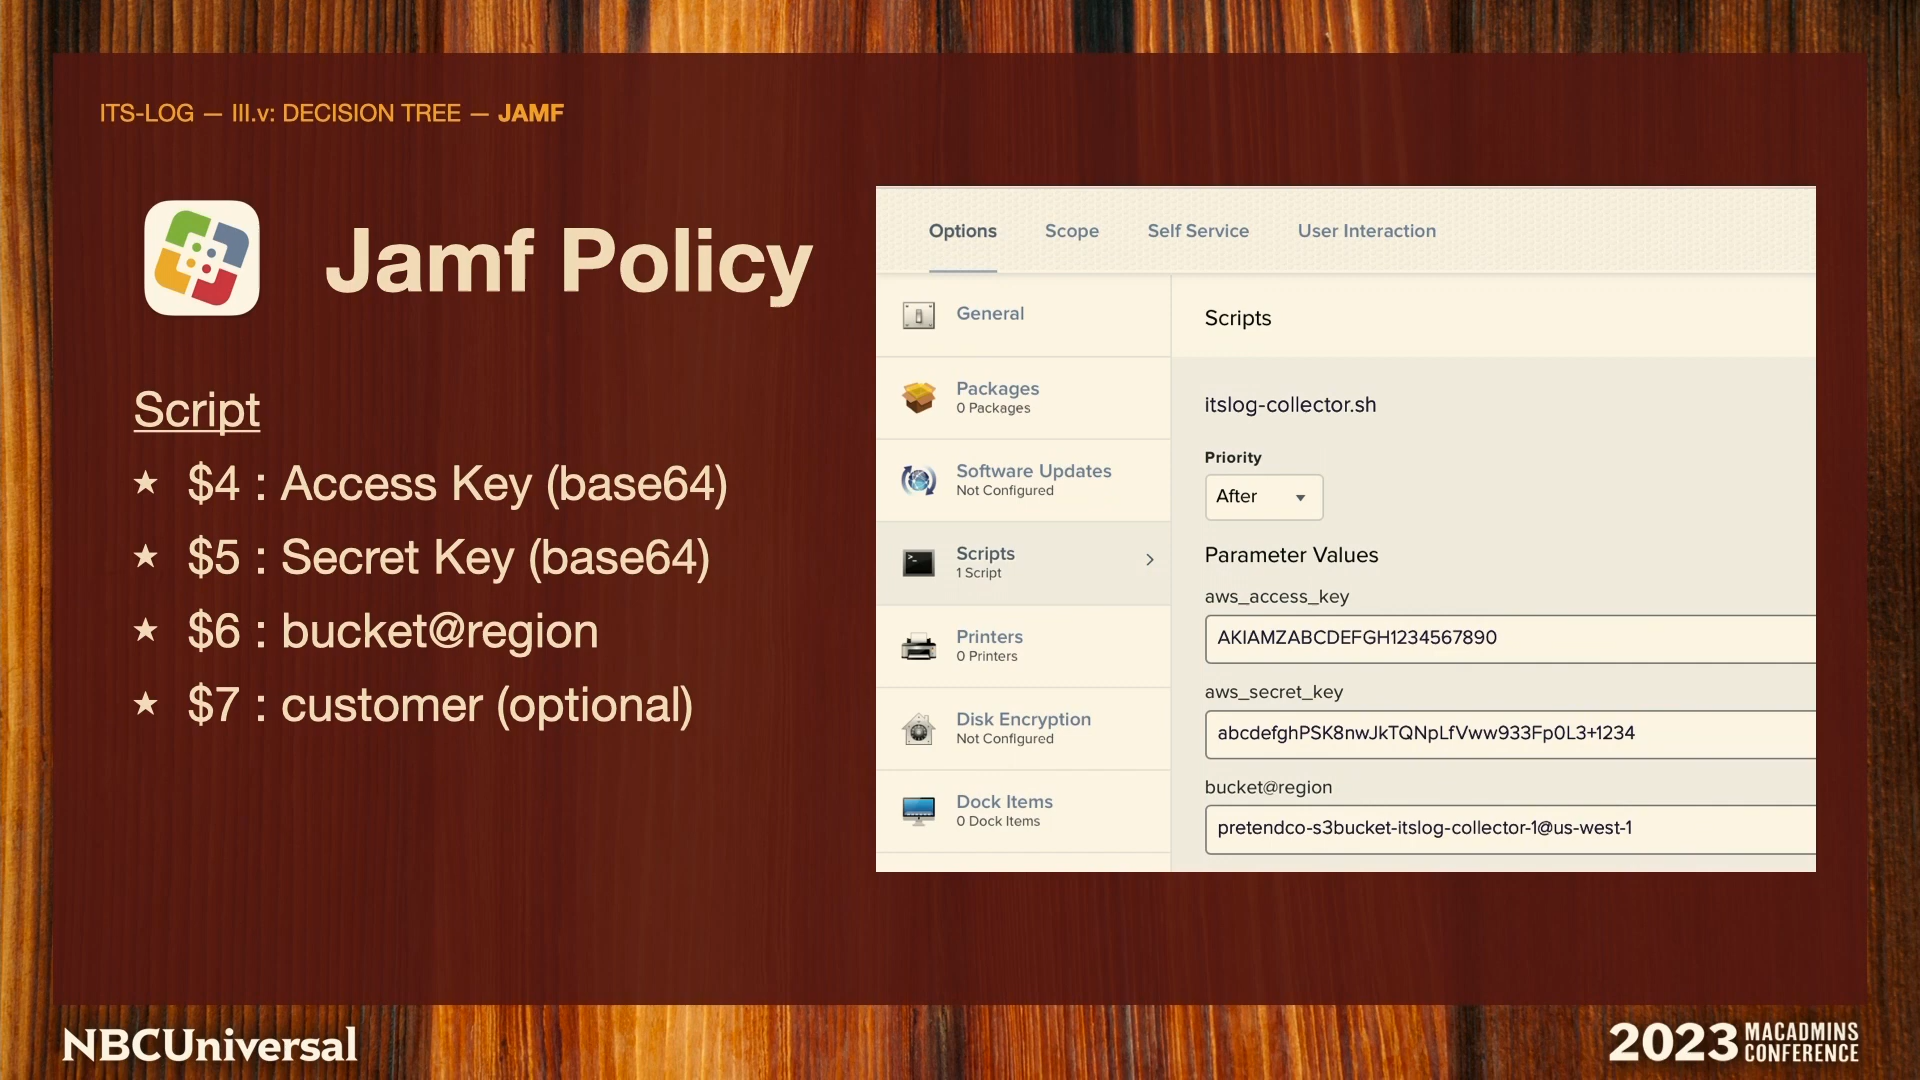 ITS-LOG — III.v: DECISION TREE — JAMF
Jamf Policy
Script
★ $4 : Access Key (base64)
★ $5 : Secret Key (base64)
★ $6 : bucket@region
★ $7 : customer (optional)
Options Scope Self Service User Interaction
General
Packages
0 Packages
Software Updates
Not Configured
Scripts
1 Script
Printers
0 Printers
Disk Encryption
Not Configured
Dock Items
0 Dock Items
Scripts
itslog-collector.sh
Priority
After
Parameter Values
aws_access_key
AKIAMZABCDEFGH1234567890
aws_secret_key
abcdefghPSK8nwJkTQNpLfVww933Fp0L3+1234
bucket@region
pretendco-s3bucket-itslog-collector-1@us-west-1
NBCUniversal
2023 MACADMINS
CONFERENCE